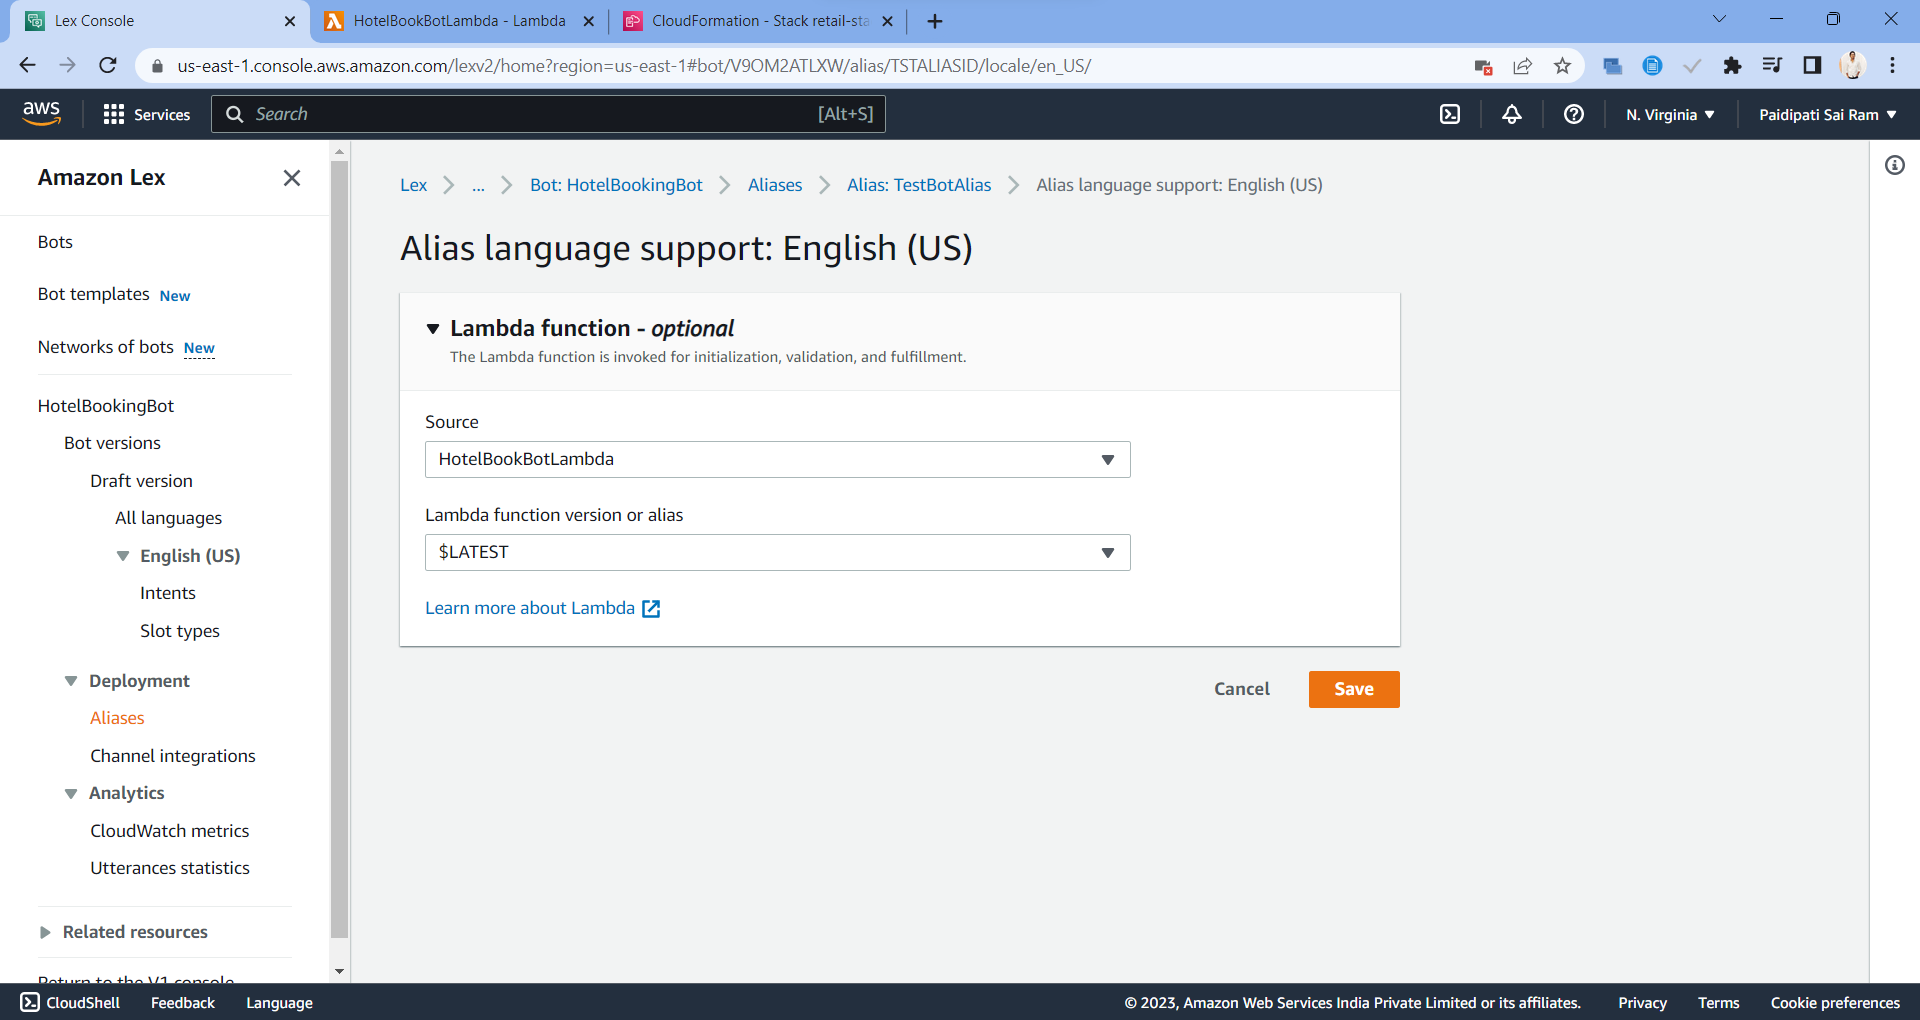 Lex Console
HotelBookBotLambda - Lambda
CloudFormation - Stack retail-sta
us-east-1.console.aws.amazon.com/lexv2/home?region=us-east-1#bot/V9OM2ATLXW/alias/TSTALIASID/locale/en_US/
aws
Services
Search
[Alt+S]
N. Virginia
Paidipati Sai Ram
Amazon Lex
Bots
Bot templates New
Networks of bots New
HotelBookingBot
Bot versions
Draft version
All languages
English (US)
Intents
Slot types
Deployment
Aliases
Channel integrations
Analytics
CloudWatch metrics
Utterances statistics
Related resources
Return to the V1 console
Lex > ... > Bot: HotelBookingBot > Aliases > Alias: TestBotAlias > Alias language support: English (US)
Alias language support: English (US)
Lambda function - optional
The Lambda function is invoked for initialization, validation, and fulfillment.
Source
HotelBookBotLambda
Lambda function version or alias
$LATEST
Learn more about Lambda
Cancel
Save
CloudShell
Feedback
Language
© 2023, Amazon Web Services India Private Limited or its affiliates.
Privacy
Terms
Cookie preferences